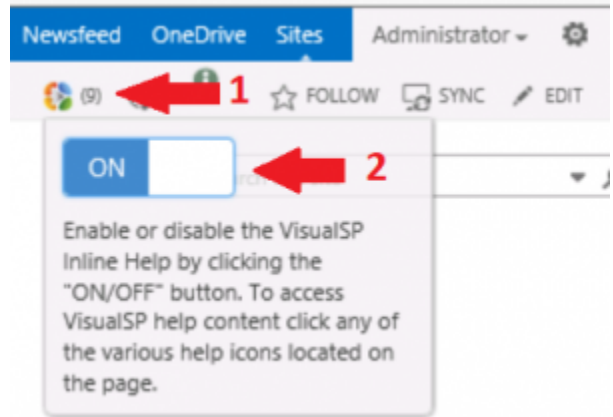 Newsfeed OneDrive Sites Administrator
(9) 1 FOLLOW SYNC EDIT
ON 2
Enable or disable the VisualSP
Inline Help by clicking the
"ON/OFF" button. To access
VisualSP help content click any of
the various help icons located on
the page.